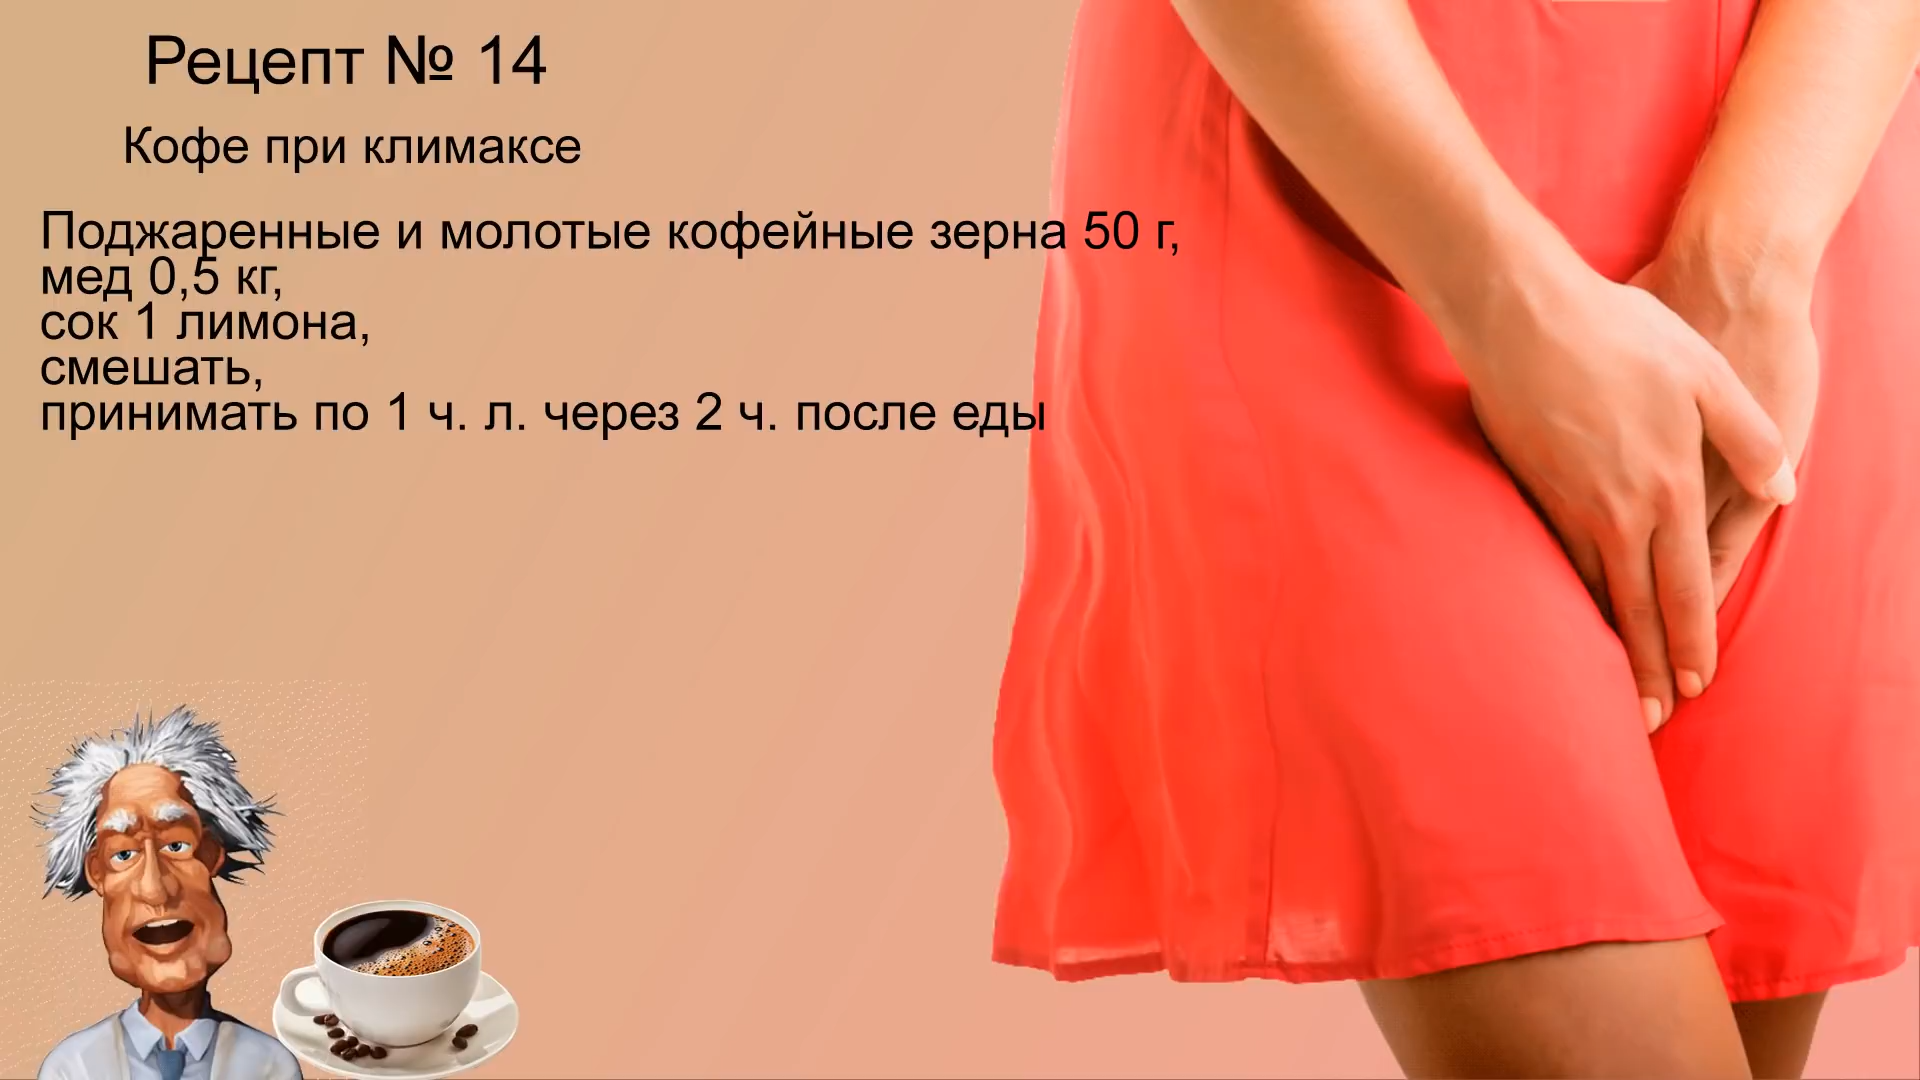 Рецепт № 14
Кофе при климаксе
Поджаренные и молотые кофейные зерна 50 г,
мед 0,5 кг,
сок 1 лимона,
смешать,
принимать по 1 ч. л. через 2 ч. после еды